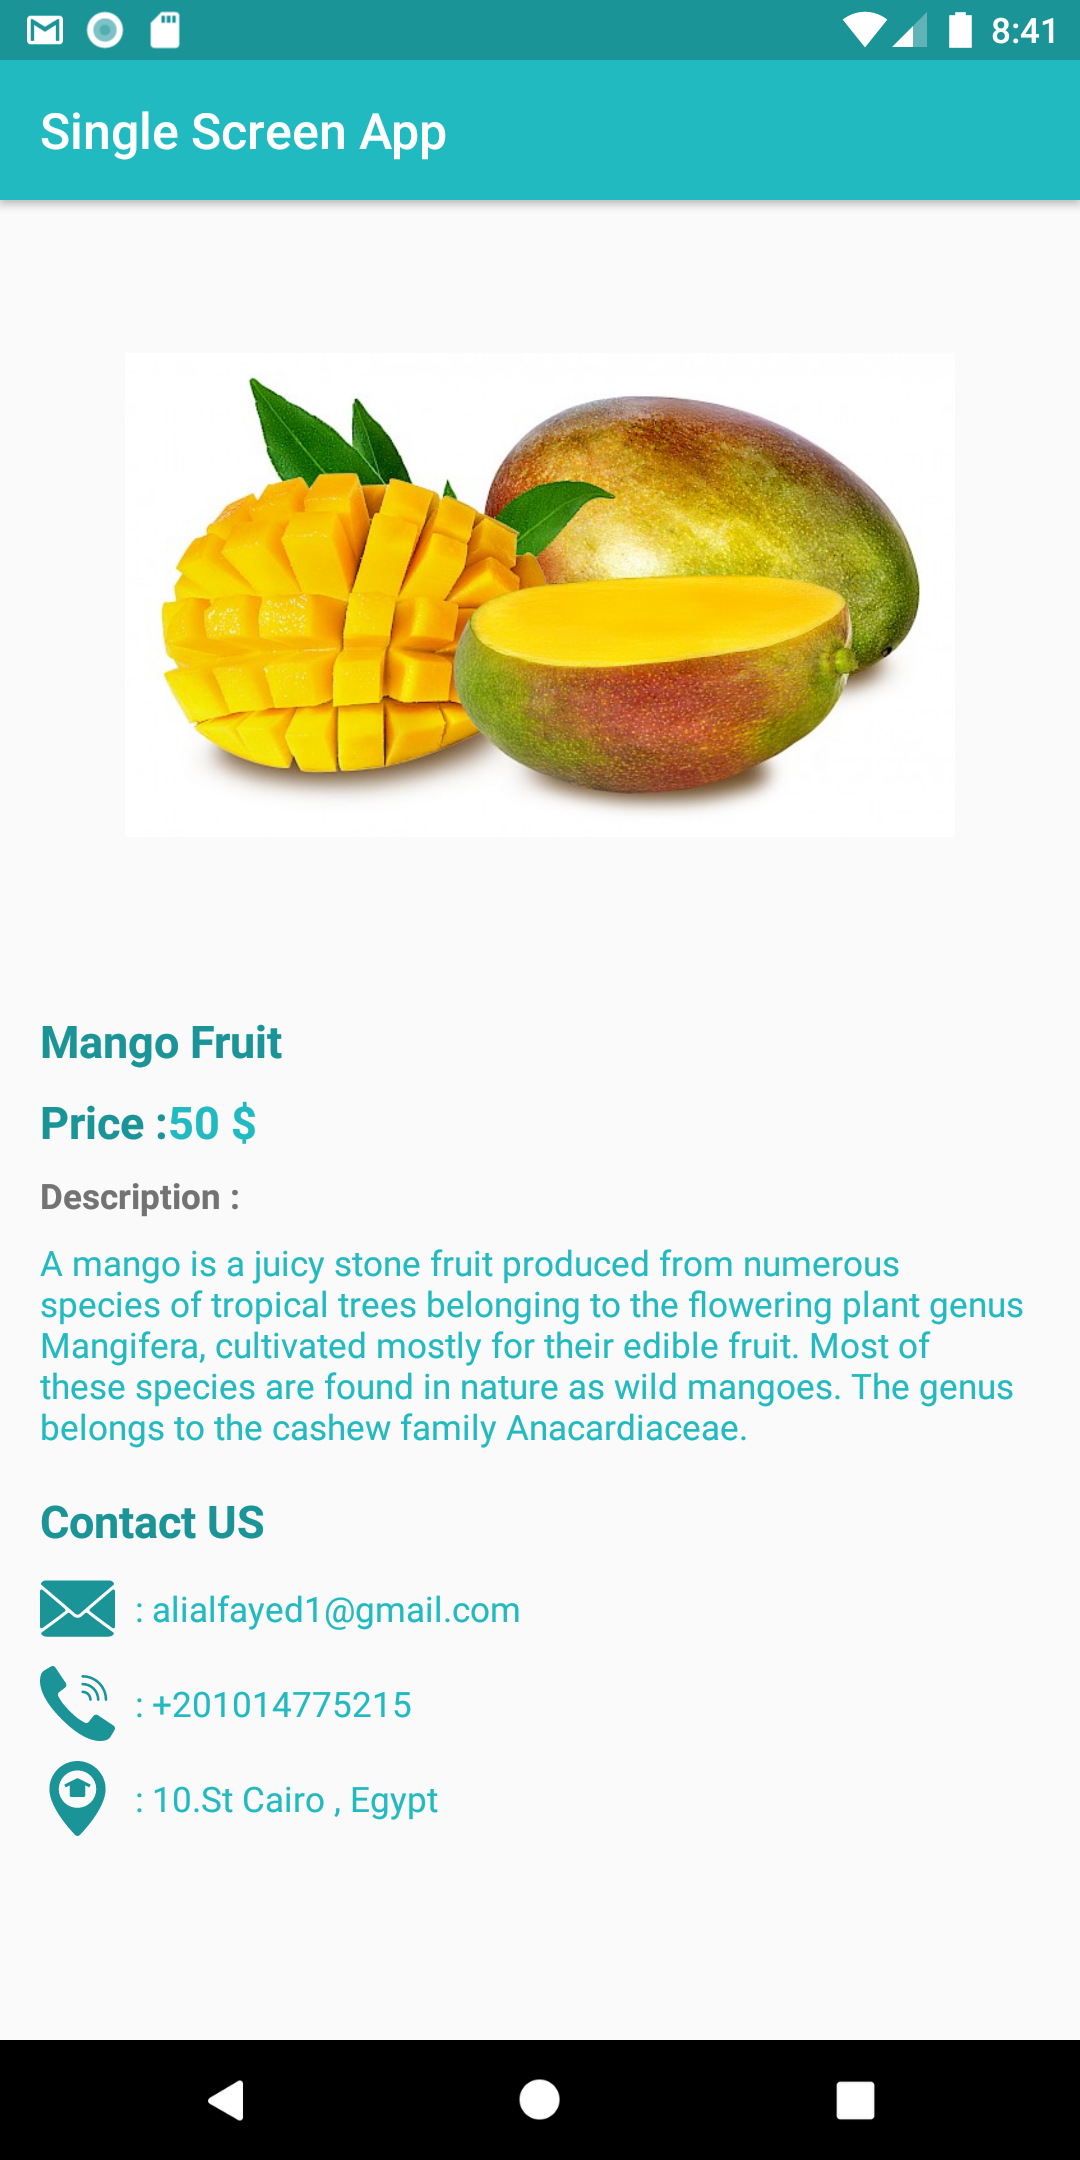 8:41
Single Screen App
Mango Fruit
Price :50 $
Description :
A mango is a juicy stone fruit produced from numerous
species of tropical trees belonging to the flowering plant genus
Mangifera, cultivated mostly for their edible fruit. Most of
these species are found in nature as wild mangoes. The genus
belongs to the cashew family Anacardiaceae.
Contact US
: alialfayed1@gmail.com
: +201014775215
: 10.St Cairo , Egypt